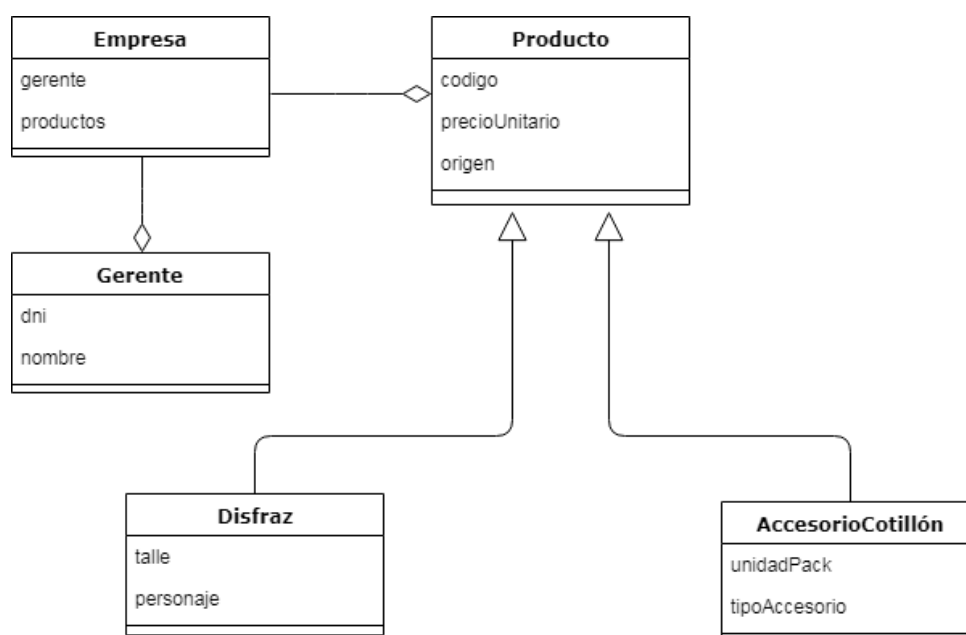 Empresa
gerente
productos
Producto
codigo
precioUnitario
origen
Gerente
dni
nombre
Disfraz
talle
personaje
AccesorioCotillón
unidadPack
tipoAccesorio